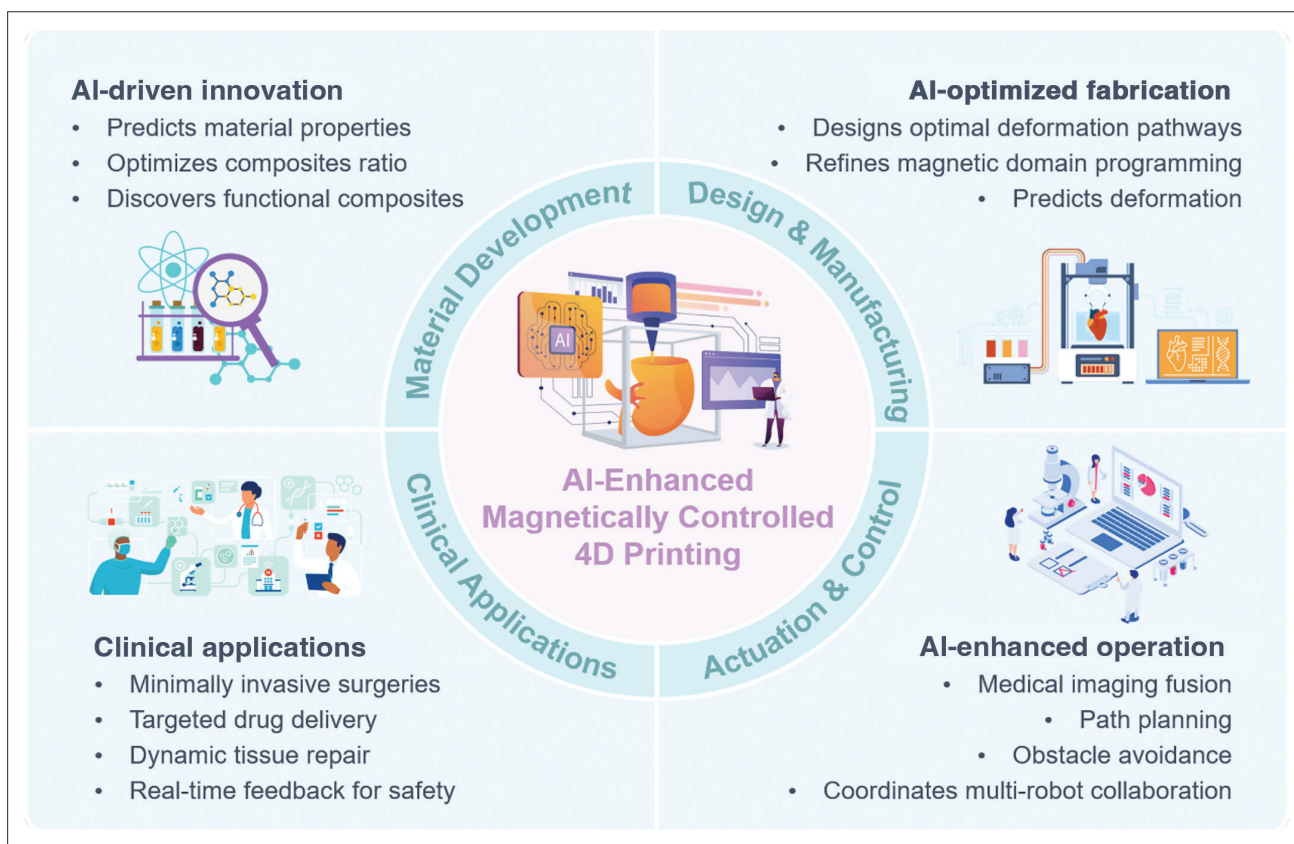 AI-driven innovation
• Predicts material properties
• Optimizes composites ratio
• Discovers functional composites
AI-optimized fabrication
• Designs optimal deformation pathways
• Refines magnetic domain programming
• Predicts deformation
Material Development
Design & Manufacturing
AI
AI-Enhanced
Magnetically Controlled
4D Printing
Clinical Applications
Actuation & Control
Clinical applications
• Minimally invasive surgeries
• Targeted drug delivery
• Dynamic tissue repair
• Real-time feedback for safety
AI-enhanced operation
• Medical imaging fusion
• Path planning
• Obstacle avoidance
• Coordinates multi-robot collaboration